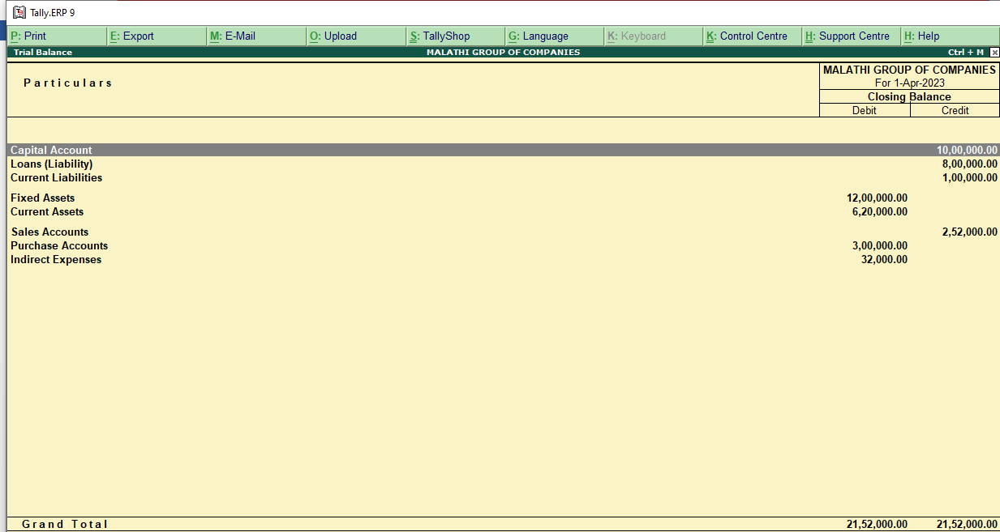 Tally.ERP 9
P: Print E: Export M: E-Mail O: Upload S: TallyShop G: Language K: Keyboard K: Control Centre H: Support Centre H: Help
Trial Balance MALATHI GROUP OF COMPANIES Ctrl + M
Particulars
MALATHI GROUP OF COMPANIES
For 1-Apr-2023
Closing Balance
Debit Credit
Capital Account 10,00,000.00
Loans (Liability) 8,00,000.00
Current Liabilities 1,00,000.00
Fixed Assets 12,00,000.00
Current Assets 6,20,000.00
Sales Accounts 2,52,000.00
Purchase Accounts 3,00,000.00
Indirect Expenses 32,000.00
Grand Total 21,52,000.00 21,52,000.00